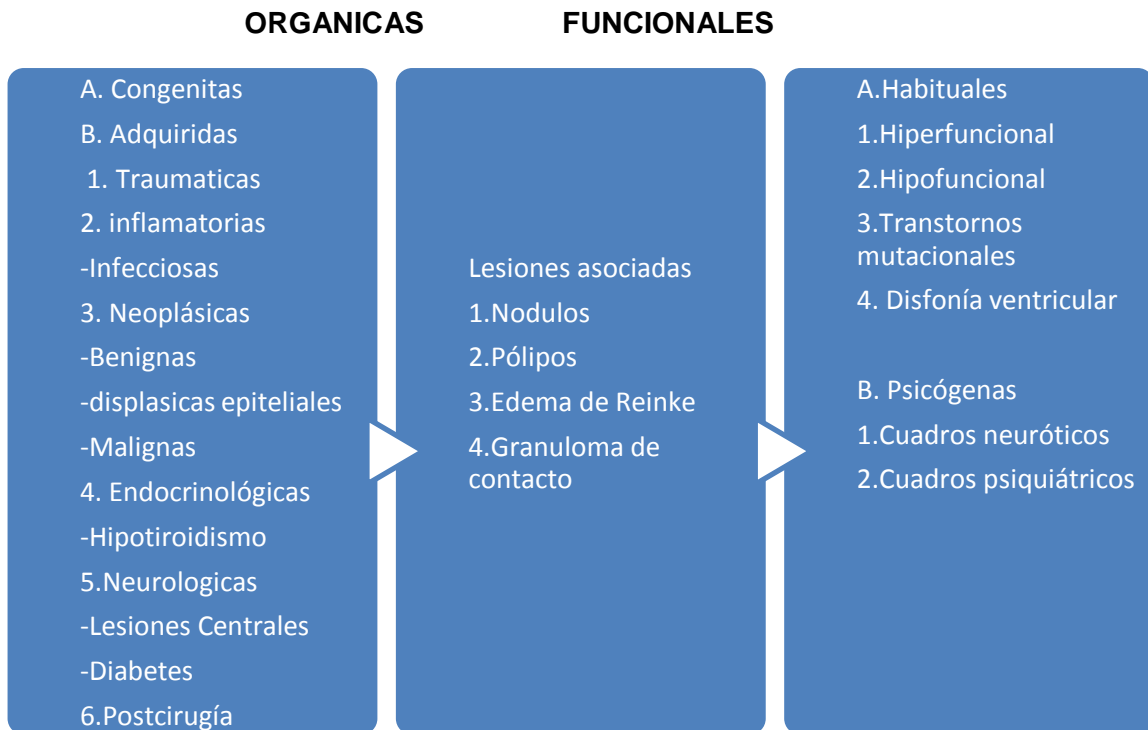 ORGANICAS FUNCIONALES
A. Congenitas
B. Adquiridas
1. Traumaticas
2. inflamatorias
-Infecciosas
3. Neoplásicas
-Benignas
-displasicas epiteliales
-Malignas
4. Endocrinológicas
-Hipotiroidismo
5.Neurologicas
-Lesiones Centrales
-Diabetes
6.Postcirugía
Lesiones asociadas
1.Nodulos
2.Pólipos
3.Edema de Reinke
4.Granuloma de
contacto
A.Habituales
1.Hiperfuncional
2.Hipofuncional
3.Transtornos
mutacionales
4. Disfonía ventricular
B. Psicógenas
1.Cuadros neuróticos
2.Cuadros psiquiátricos